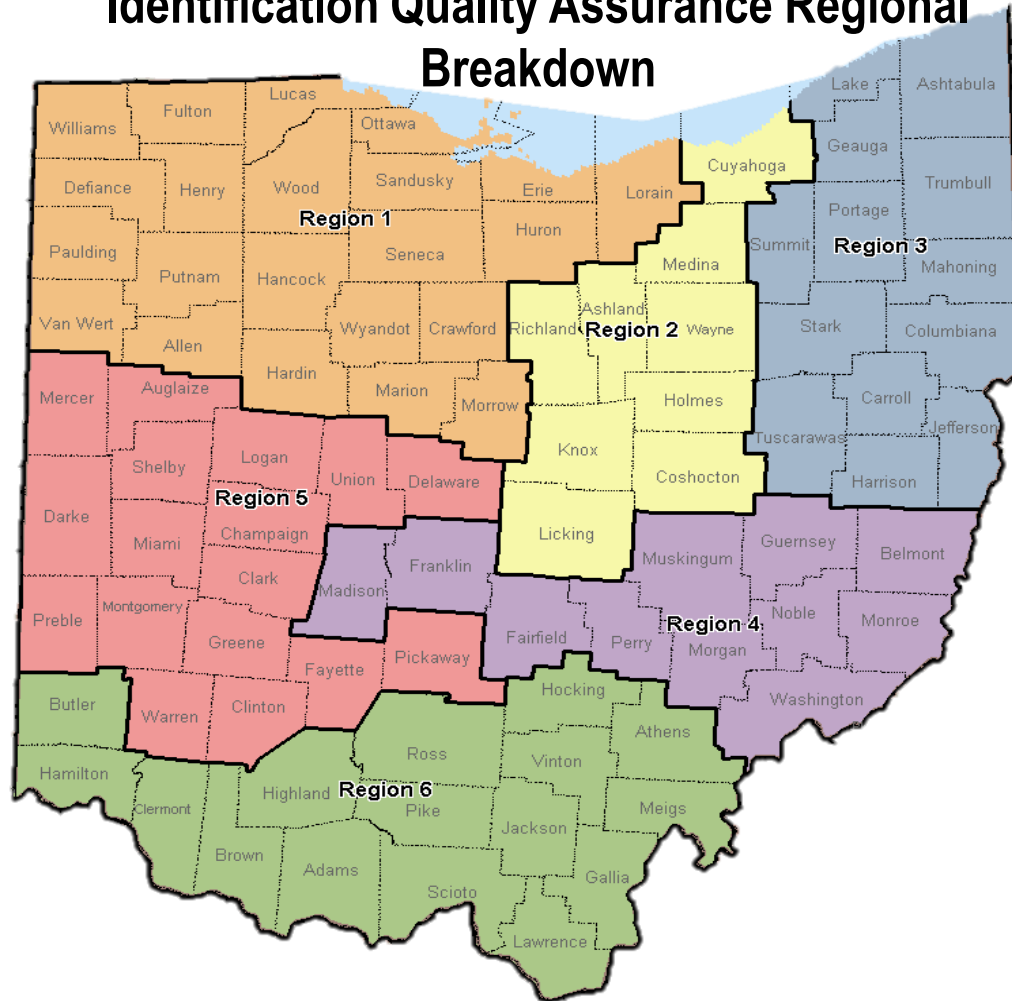 Identification Quality Assurance Regional
Breakdown
Lake
Ashtabula
Lucas
Fulton
Williams
Ottawa
Geauga
Cuyahoga
Trumbull
Defiance
Henry
Wood
Sandusky
Erie
Lorain
Region 1
Portage
Huron
Summit
Region 3
Paulding
Putnam
Hancock
Seneca
Medina
Mahoning
Van Wert
Allen
Wyandot
Crawford
Richland
Ashland
Region 2
Wayne
Stark
Columbiana
Hardin
Marion
Morrow
Holmes
Carroll
Mercer
Auglaize
Jefferson
Tuscarawas
Knox
Shelby
Logan
Union
Delaware
Coshocton
Harrison
Region 5
Darke
Miami
Champaign
Licking
Guernsey
Belmont
Muskingum
Clark
Madison
Franklin
Preble
Montgomery
Greene
Fairfield
Perry
Region 4
Morgan
Noble
Monroe
Fayette
Pickaway
Butler
Warren
Clinton
Hocking
Washington
Athens
Ross
Vinton
Hamilton
Clermont
Highland
Region 6
Pike
Jackson
Meigs
Brown
Adams
Scioto
Gallia
Lawrence